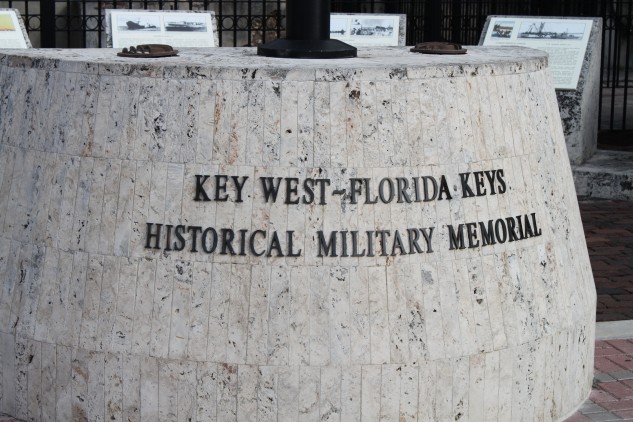 KEY WEST~FLORIDA KEYS
HISTORICAL MILITARY MEMORIAL